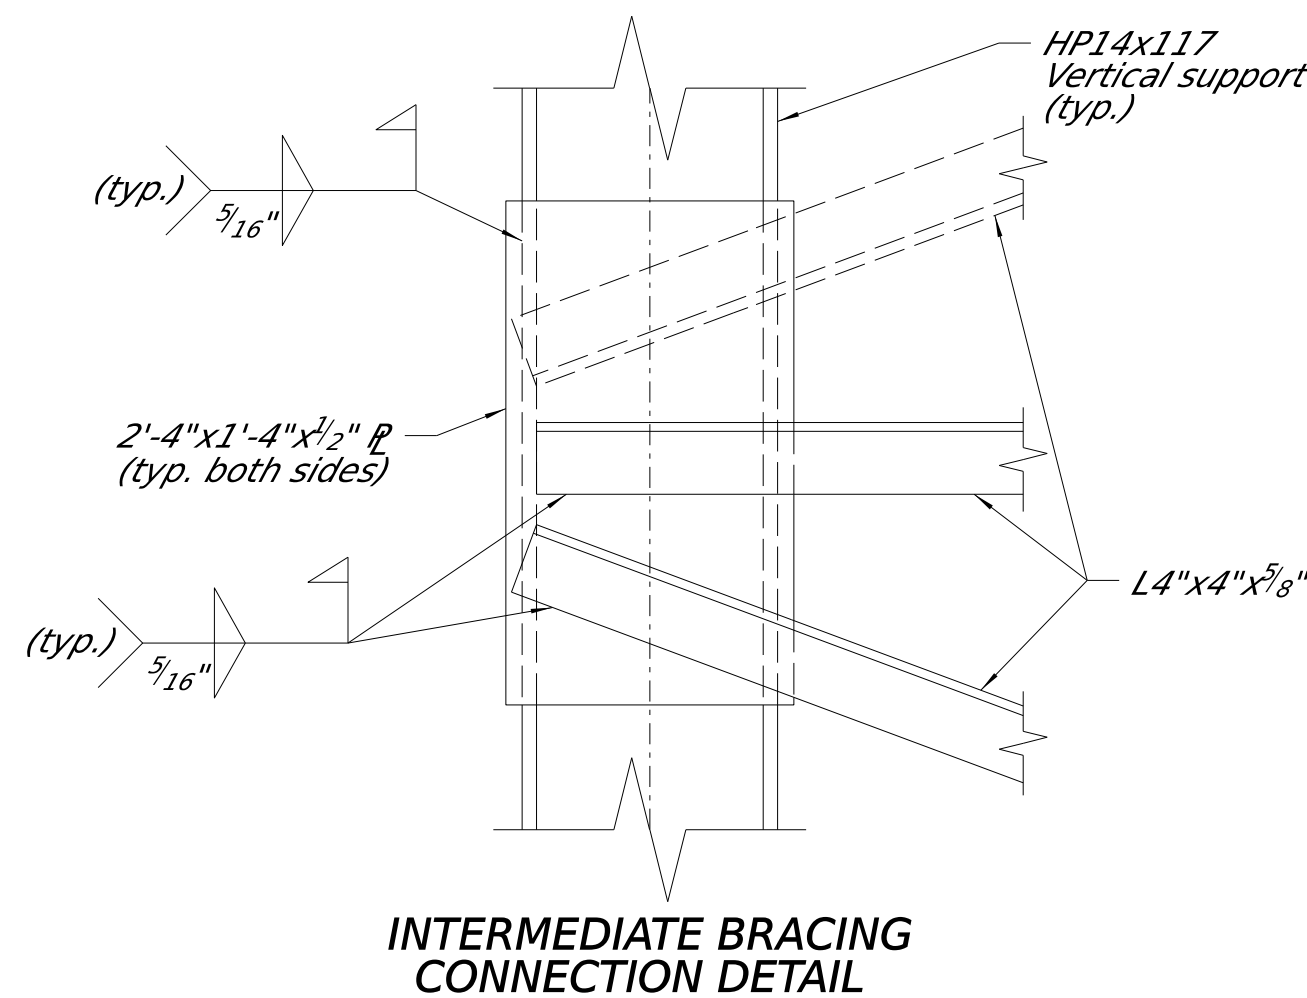 HP14x117
Vertical support
(typ.)
(typ.)
5/16"
2'-4"x1'-4"x1/2" PL
(typ. both sides)
L4"x4"x5/8"
(typ.)
5/16"
INTERMEDIATE BRACING
CONNECTION DETAIL